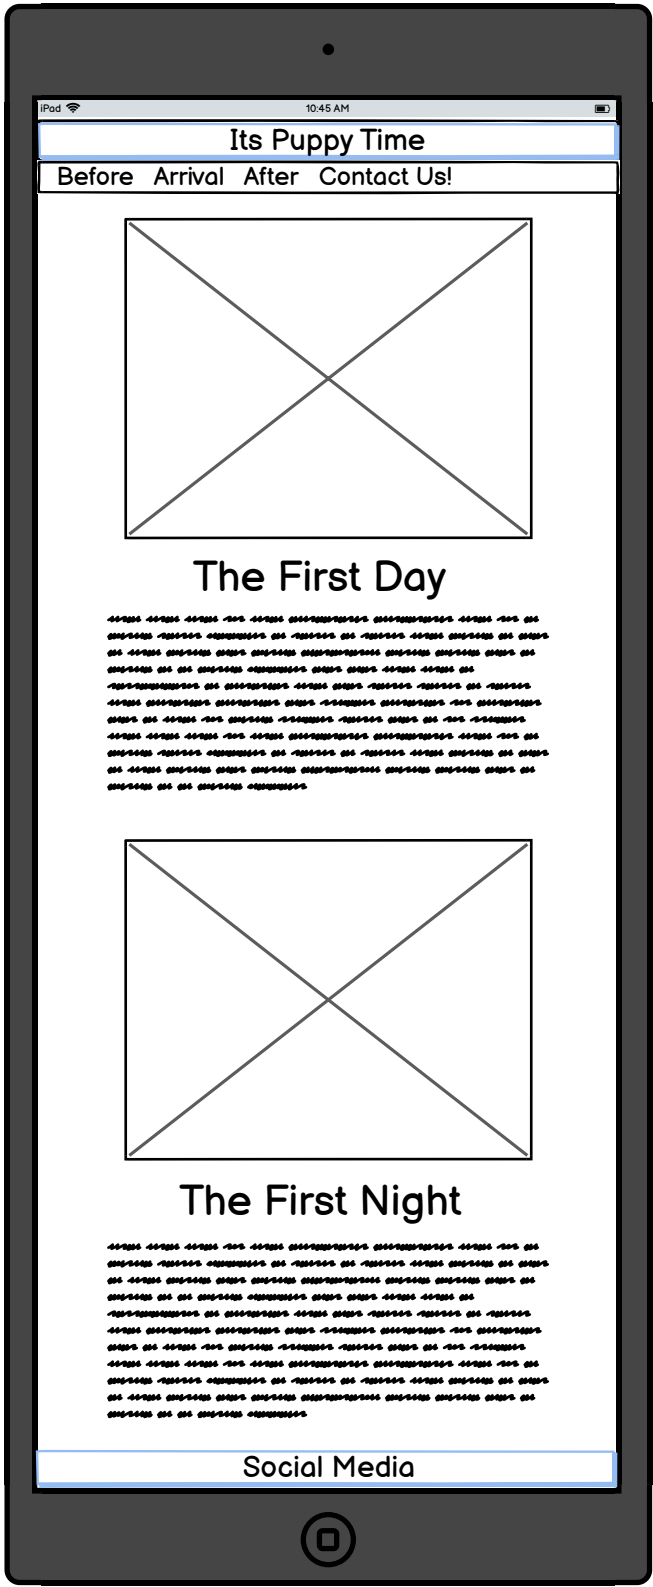 iPad
10:45 AM
Its Puppy Time
Before Arrival After Contact Us!
The First Day
The First Night
Social Media